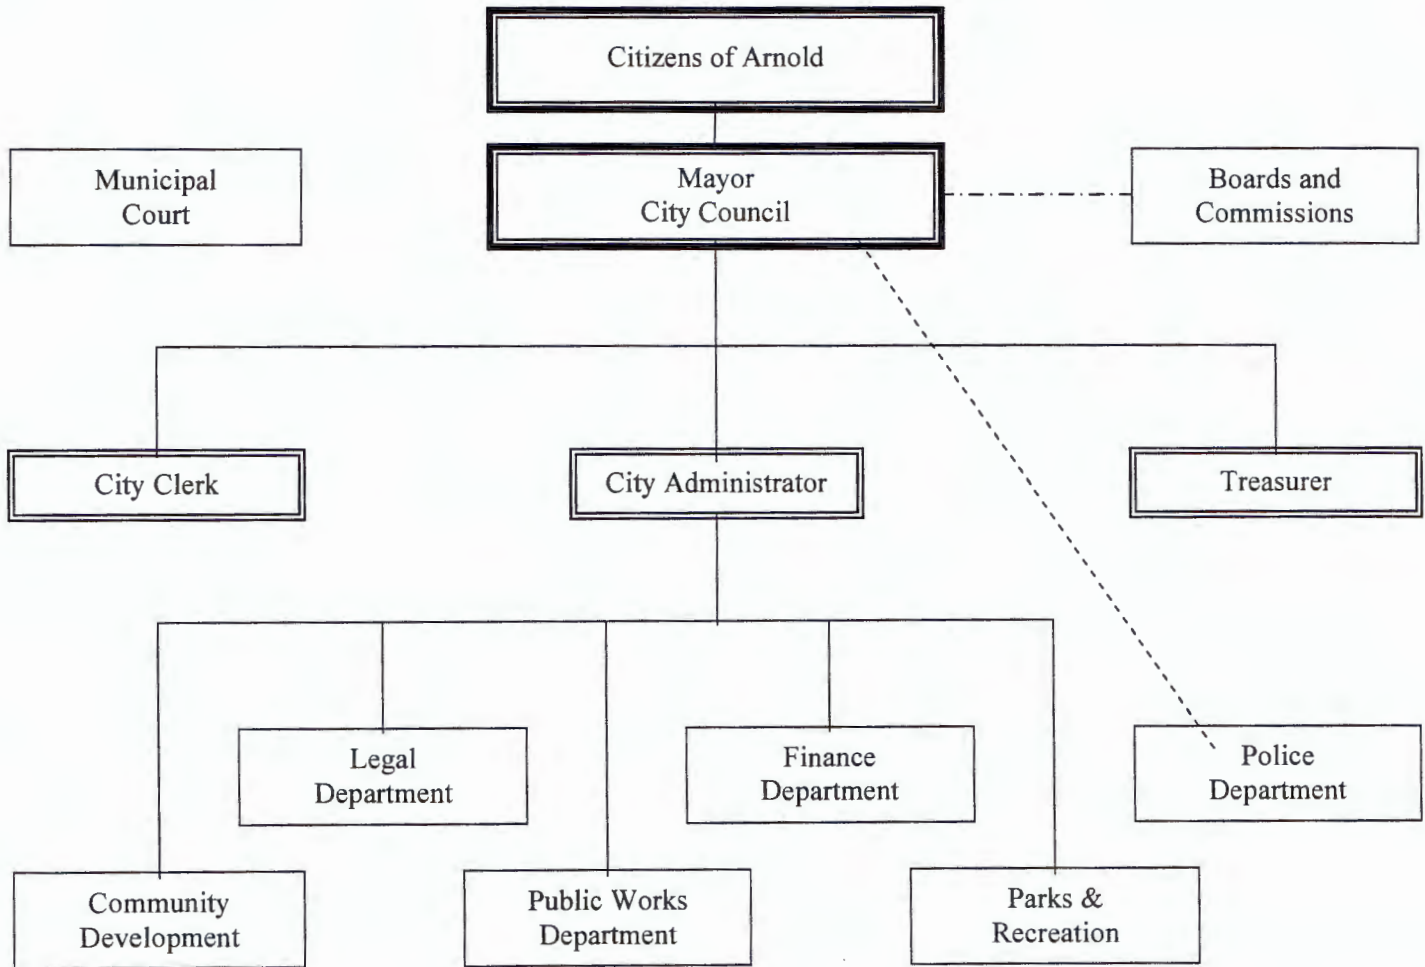 Citizens of Arnold
Municipal
Court
Mayor
City Council
Boards and
Commissions
City Clerk
City Administrator
Treasurer
Legal
Department
Finance
Department
Police
Department
Community
Development
Public Works
Department
Parks &
Recreation